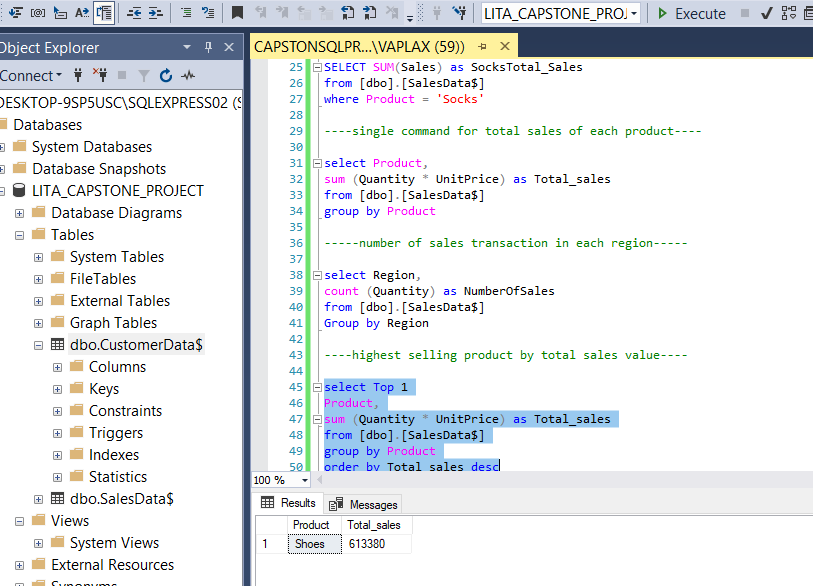 LITA_CAPSTONE_PROJ
Execute
Object Explorer
Connect
DESKTOP-9SP5USC\SQLEXPRESS02 (S
Databases
System Databases
Database Snapshots
LITA_CAPSTONE_PROJECT
Database Diagrams
Tables
System Tables
FileTables
External Tables
Graph Tables
dbo.CustomerData$
Columns
Keys
Constraints
Triggers
Indexes
Statistics
dbo.SalesData$
Views
System Views
External Resources
Synonyms
CAPSTONSQLPR...\VAPLAX (59))
25 SELECT SUM(Sales) as SocksTotal_Sales
26 from [dbo].[SalesData$]
27 where Product = 'Socks'
28
29 ----single command for total sales of each product----
30
31 select Product,
32 sum (Quantity * UnitPrice) as Total_sales
33 from [dbo].[SalesData$]
34 group by Product
35
36 -----number of sales transaction in each region-----
37
38 select Region,
39 count (Quantity) as NumberOfSales
40 from [dbo].[SalesData$]
41 Group by Region
42
43 ----highest selling product by total sales value----
44
45 select Top 1
46 Product,
47 sum (Quantity * UnitPrice) as Total_sales
48 from [dbo].[SalesData$]
49 group by Product
50 order by Total_sales desc
100 %
Results Messages
Product Total_sales
1 Shoes 613380